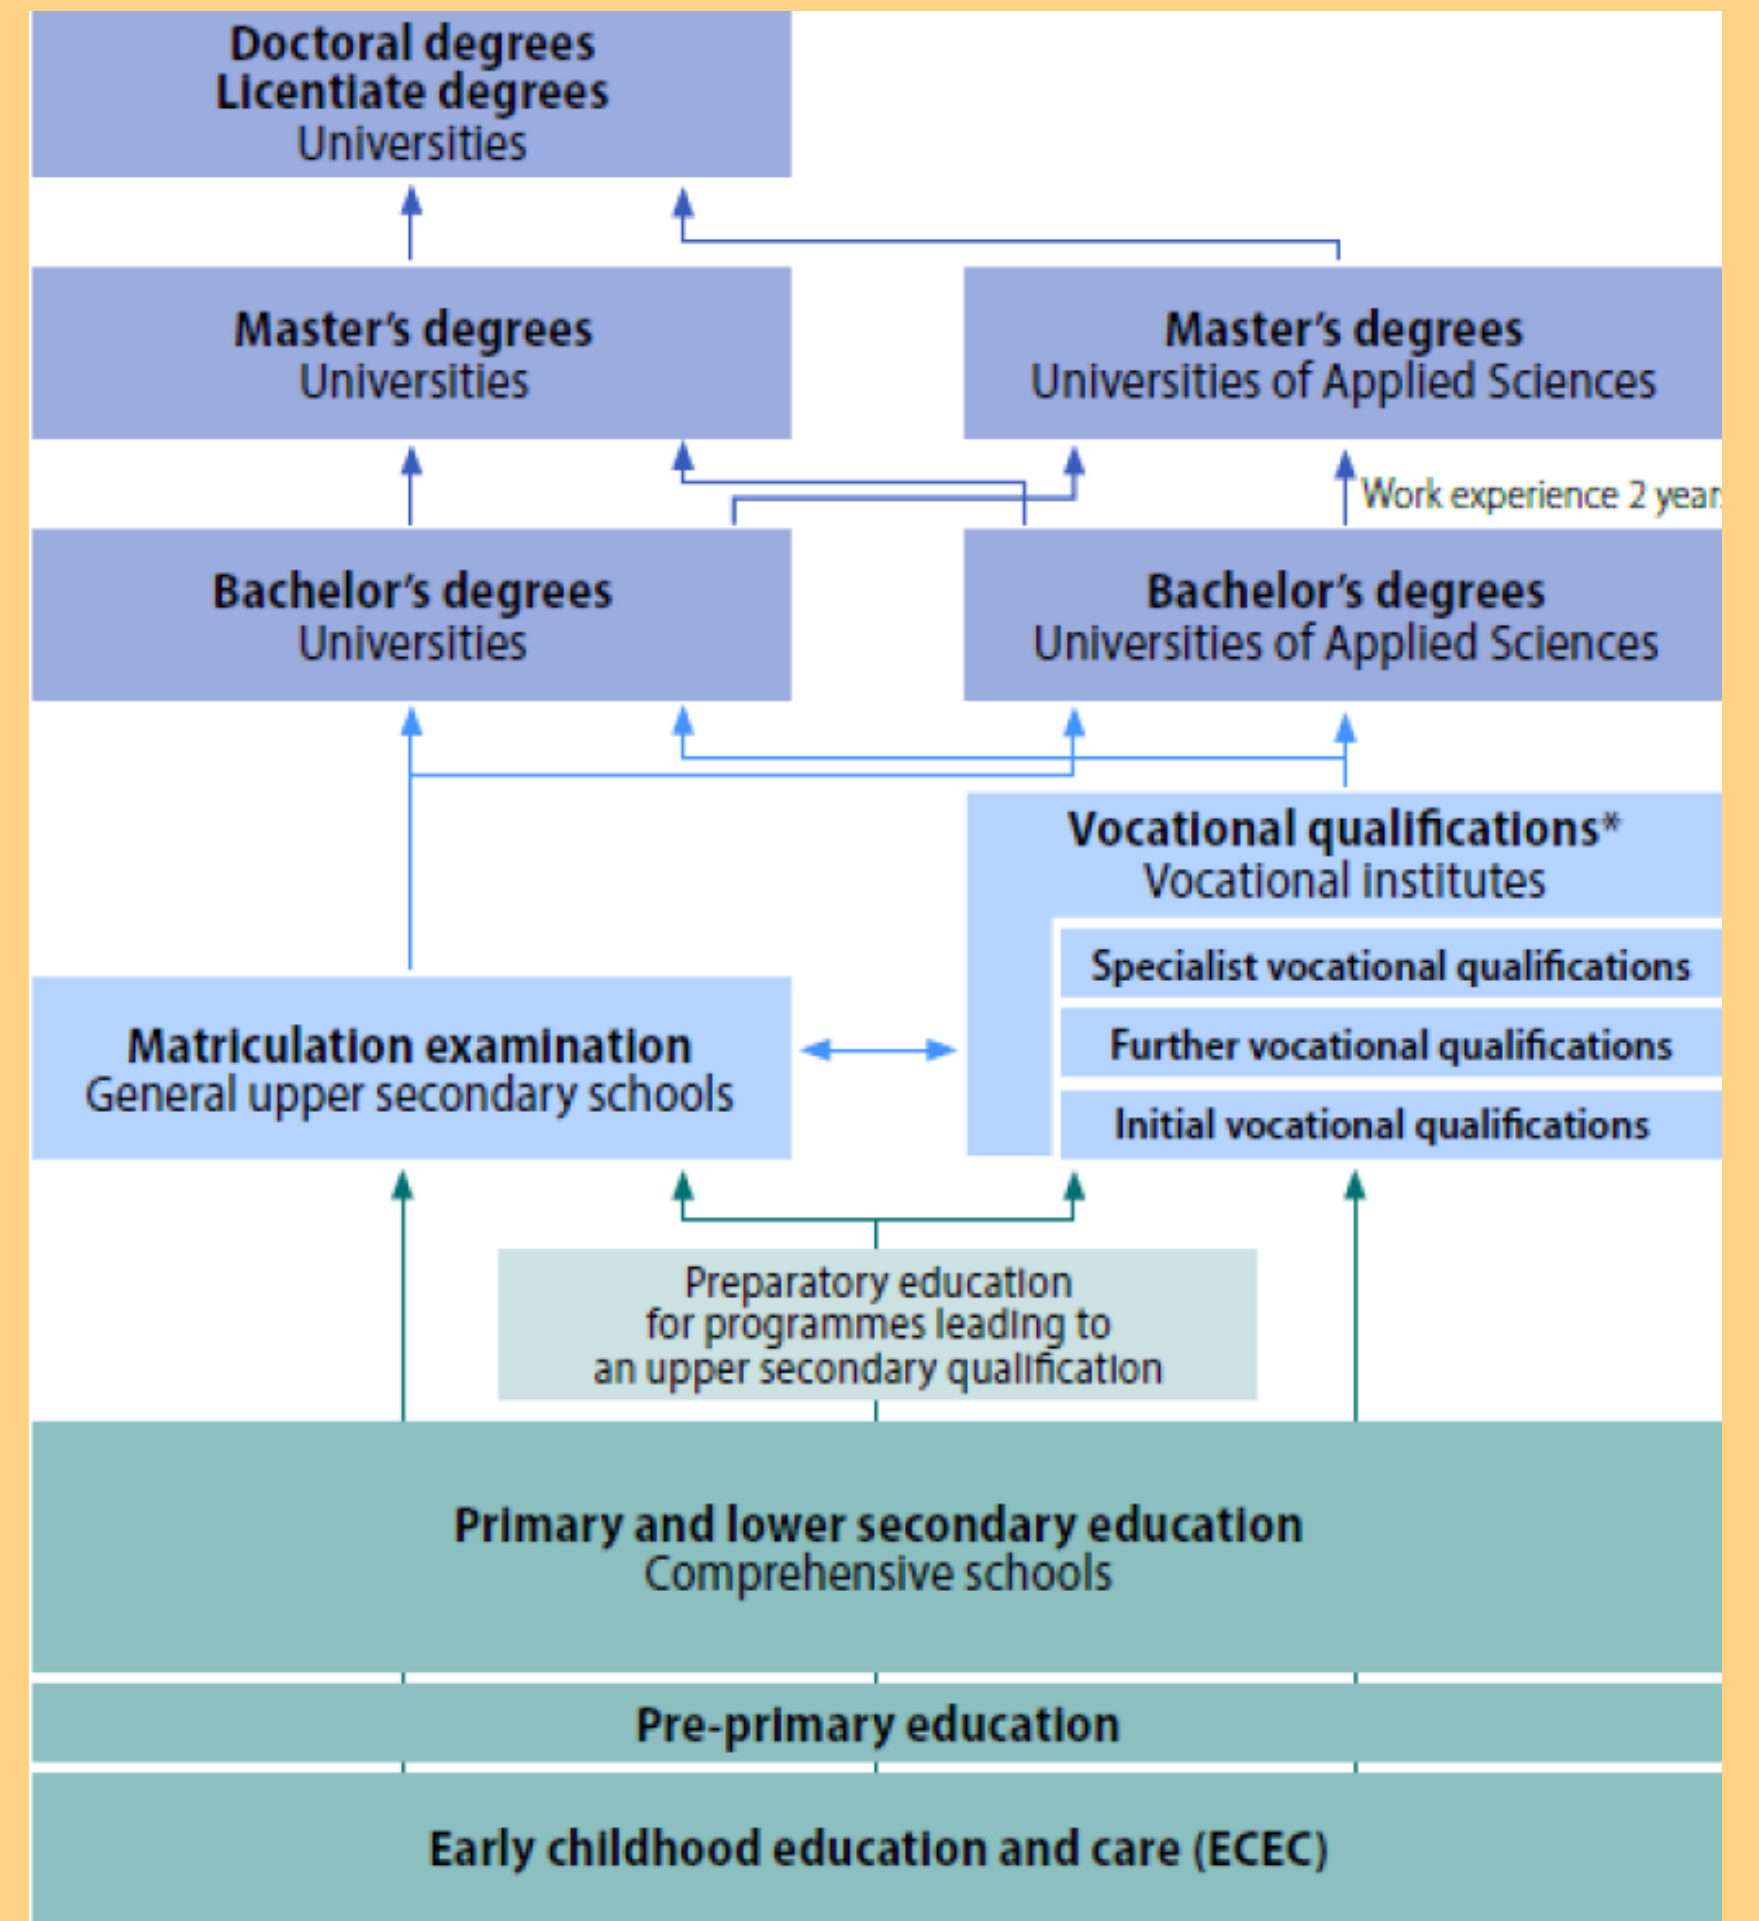 Doctoral degrees
Licentiate degrees
Universities
Master's degrees
Universities
Master's degrees
Universities of Applied Sciences
Work experience 2 year
Bachelor's degrees
Universities
Bachelor's degrees
Universities of Applied Sciences
Vocational qualifications*
Vocational institutes
Specialist vocational qualifications
Further vocational qualifications
Initial vocational qualifications
Matriculation examination
General upper secondary schools
Preparatory education
for programmes leading to
an upper secondary qualification
Primary and lower secondary education
Comprehensive schools
Pre-primary education
Early childhood education and care (ECEC)